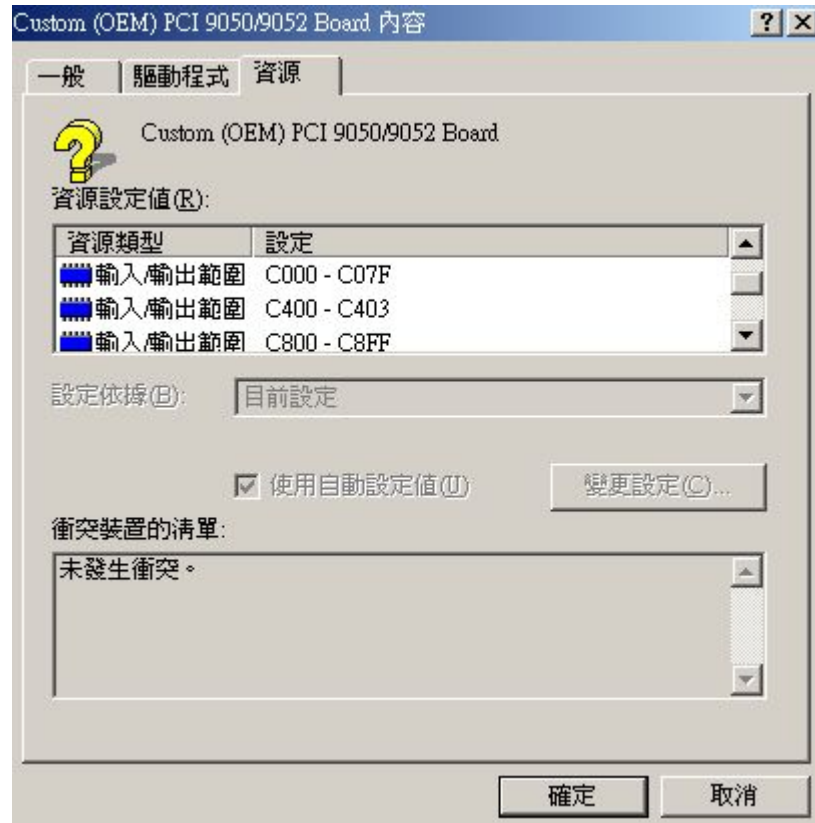 Custom (OEM) PCI 9050/9052 Board 內容
一般 驅動程式 資源
Custom (OEM) PCI 9050/9052 Board
資源設定值(R):
資源類型 設定
輸入/輸出範圍 C000 - C07F
輸入/輸出範圍 C400 - C403
輸入/輸出範圍 C800 - C8FF
設定依據(B): 目前設定
使用自動設定值(U) 變更設定(C)...
衝突裝置的清單:
未發生衝突。
確定 取消